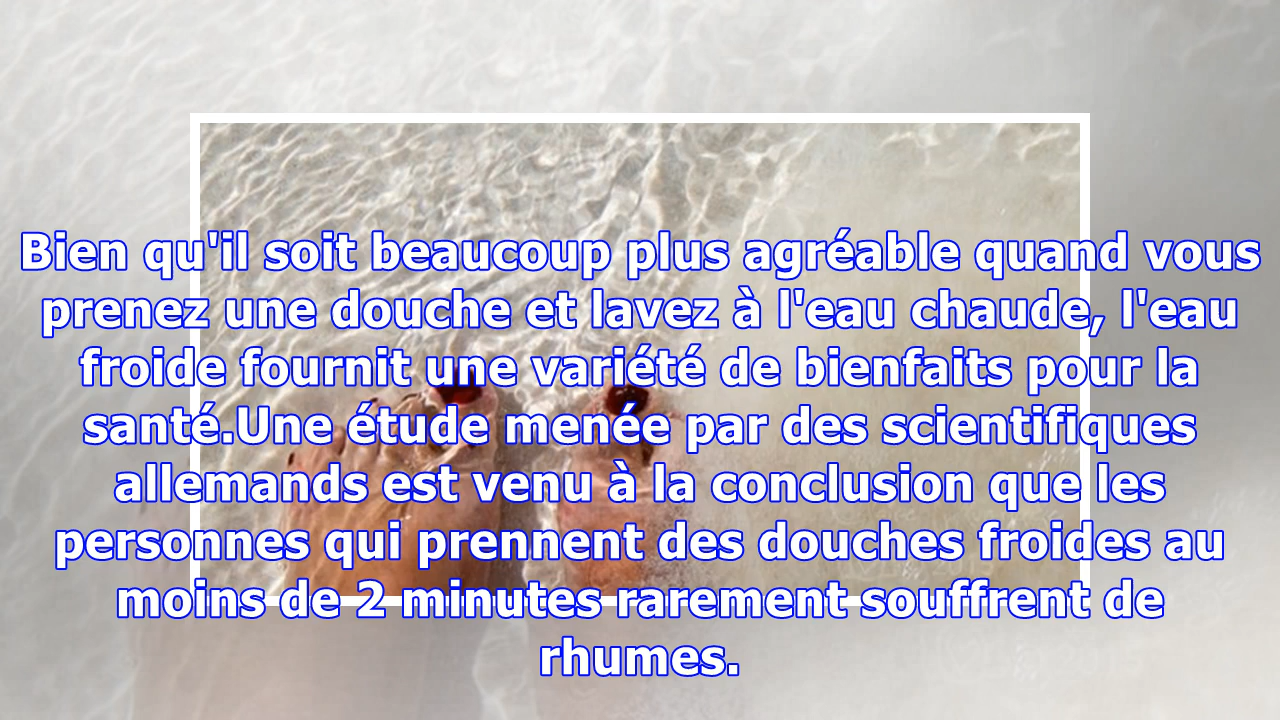 Bien qu'il soit beaucoup plus agréable quand vous
prenez une douche et lavez à l'eau chaude, l'eau
froide fournit une variété de bienfaits pour la
santé.Une étude menée par des scientifiques
allemands est venu à la conclusion que les
personnes qui prennent des douches froides au
moins de 2 minutes rarement souffrent de
rhumes.